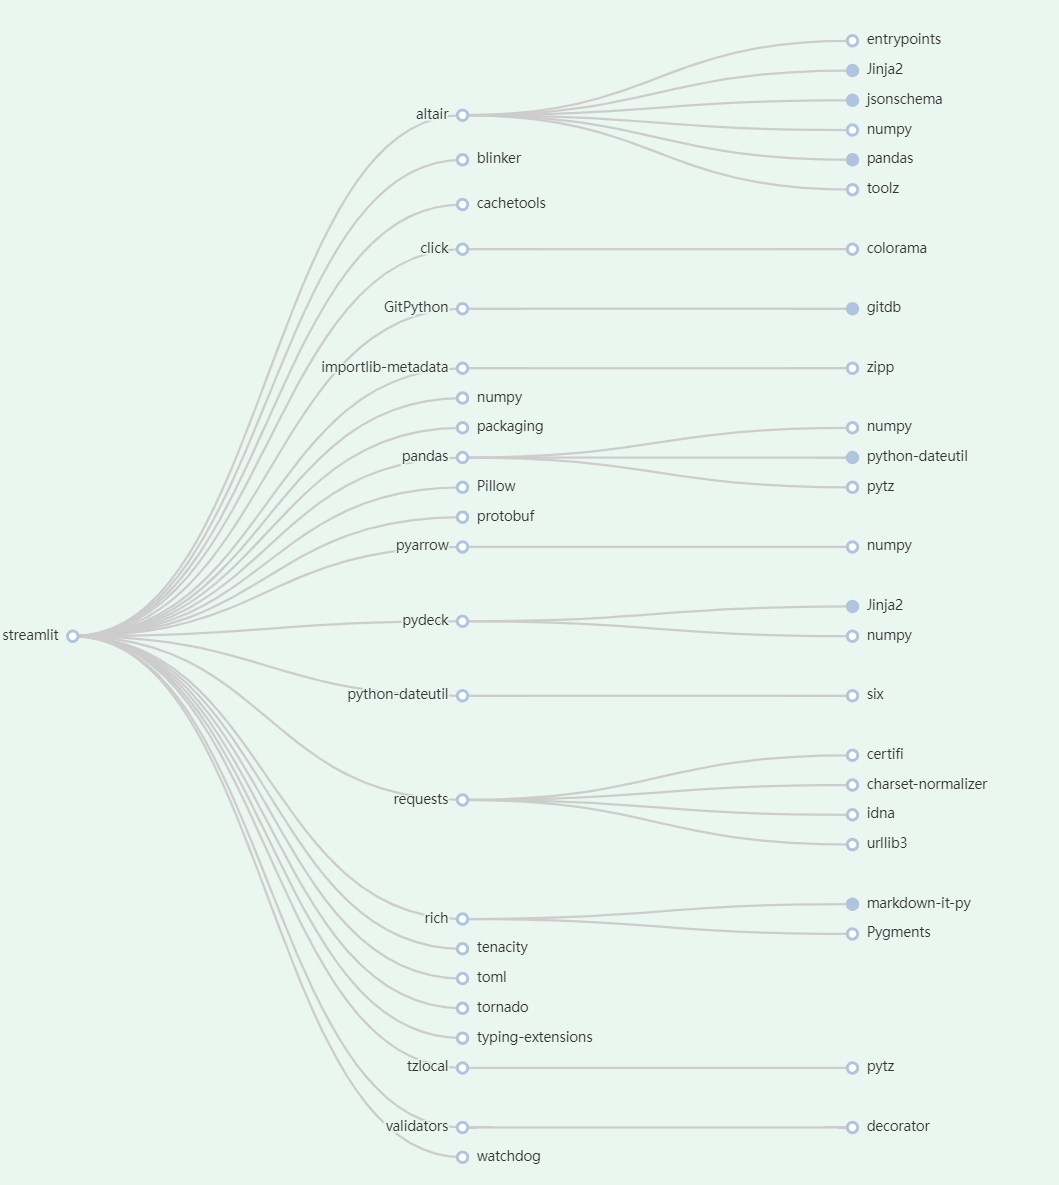 streamlit
altair
entrypoints
Jinja2
jsonschema
numpy
pandas
toolz
blinker
cachetools
click
colorama
GitPython
gitdb
importlib-metadata
zipp
numpy
packaging
pandas
numpy
python-dateutil
pytz
Pillow
protobuf
pyarrow
numpy
pydeck
Jinja2
numpy
python-dateutil
six
requests
certifi
charset-normalizer
idna
urllib3
rich
markdown-it-py
Pygments
tenacity
toml
tornado
typing-extensions
tzlocal
pytz
validators
decorator
watchdog